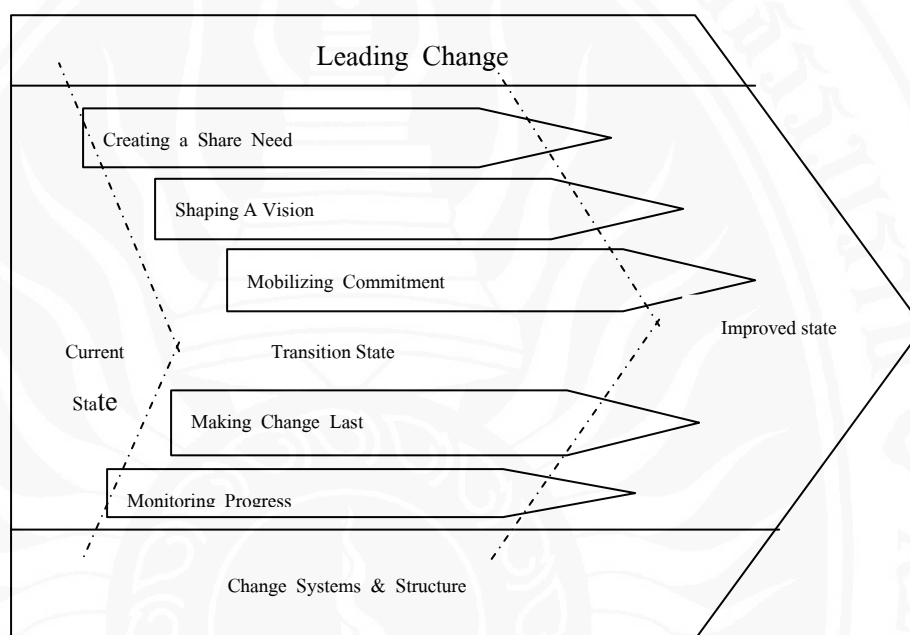 Leading Change
Creating a Share Need
Shaping A Vision
Mobilizing Commitment
Improved state
Current
State
Transition State
Making Change Last
Monitoring Progress
Change Systems & Structure